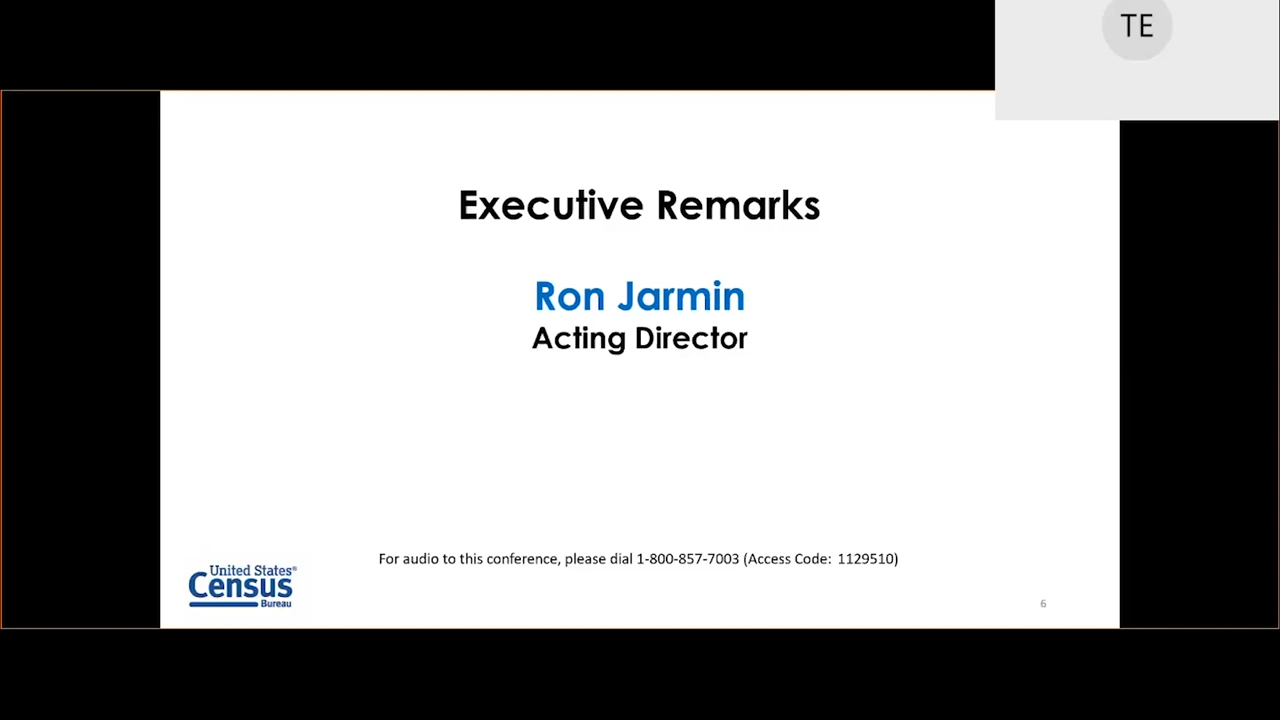 TE
Executive Remarks
Ron Jarmin
Acting Director
For audio to this conference, please dial 1-800-857-7003 (Access Code: 1129510)
United States®
Census
Bureau
6